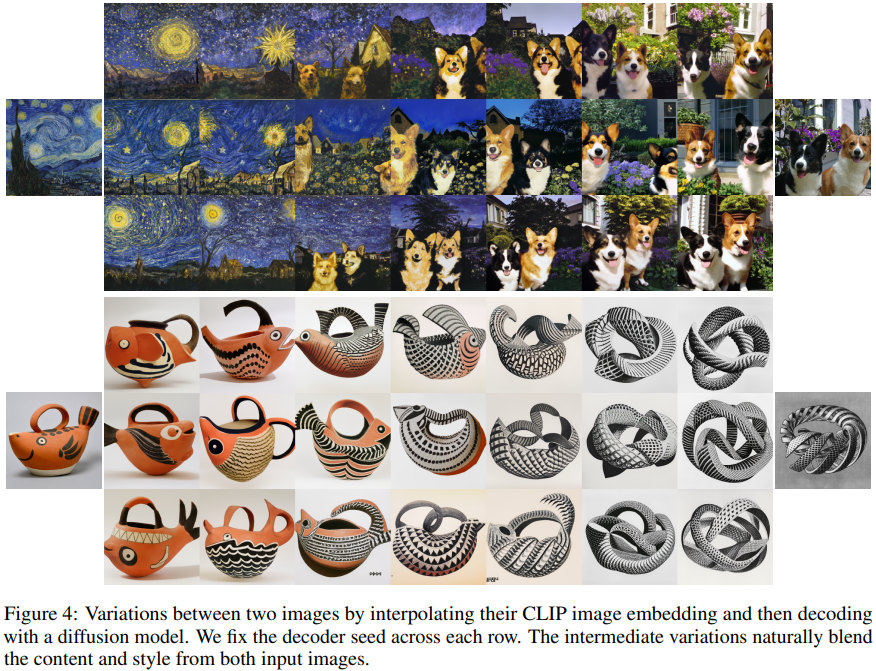 Figure 4: Variations between two images by interpolating their CLIP image embedding and then decoding
with a diffusion model. We fix the decoder seed across each row. The intermediate variations naturally blend
the content and style from both input images.